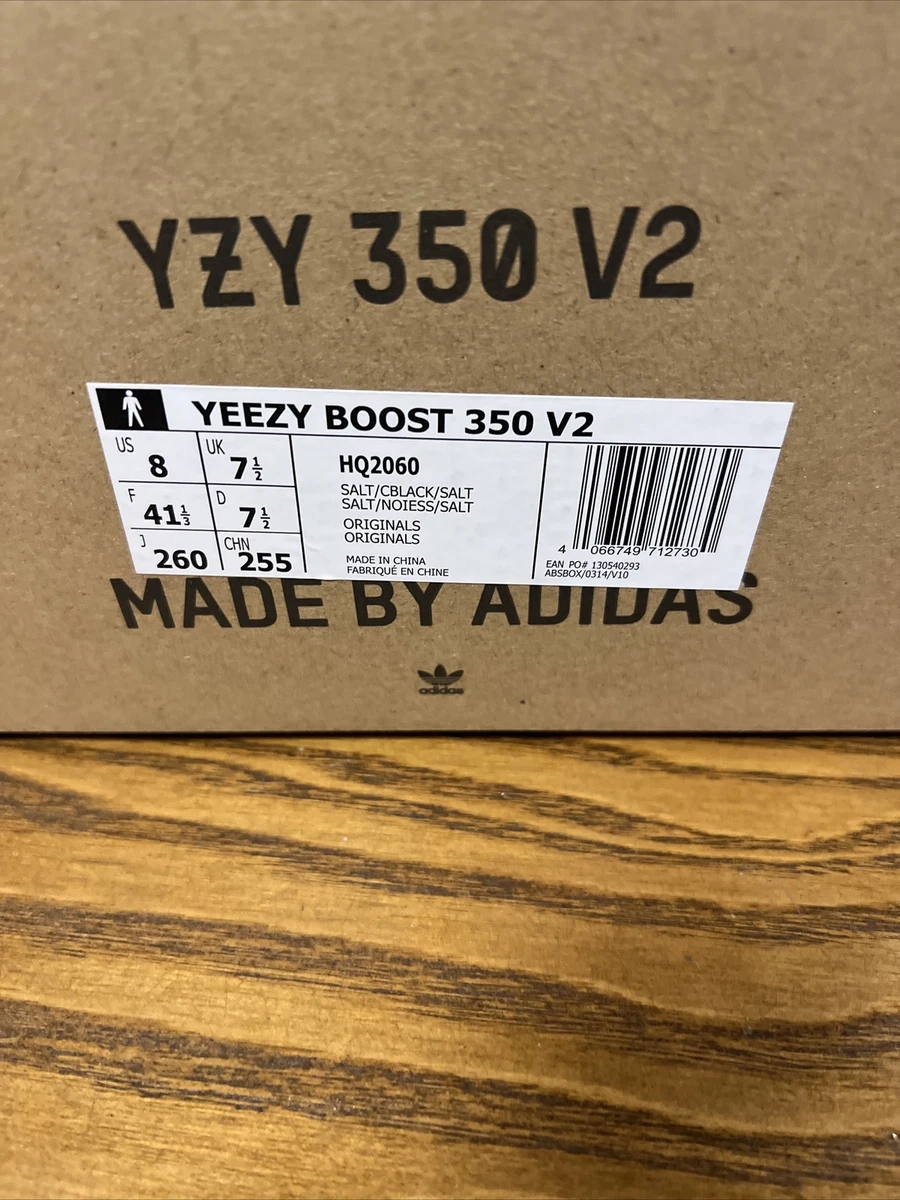 YZY 350 V2
YEEZY BOOST 350 V2
US 8 UK 7½
F 41⅓ D 7½
J 260 CHN 255
HQ2060
SALT/CBLACK/SALT
SALT/NOIESS/SALT
ORIGINALS
ORIGINALS
MADE IN CHINA
FABRIQUÉ EN CHINE
4 066749 712730
EAN PO# 130540293
ABSBOX/0314/V10
MADE BY ADIDAS
adidas